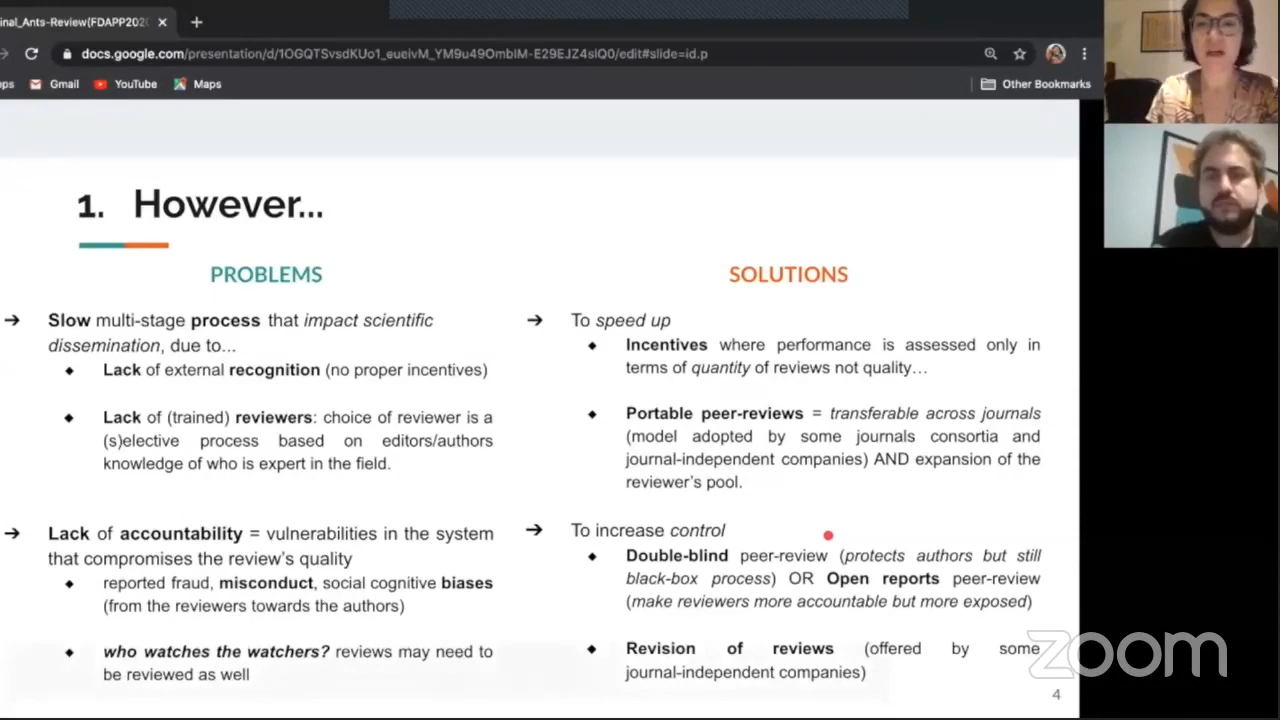 inal_Ants-Review(FDAPP202
docs.google.com/presentation/d/1OGQTSvsdKUo1_eueivM_YM9u49OmblM-E29EJZ4slQ0/edit#slide=id.p
ps Gmail YouTube Maps Other Bookmarks
1. However...
PROBLEMS
➔ Slow multi-stage process that impact scientific
dissemination, due to...
◆ Lack of external recognition (no proper incentives)
◆ Lack of (trained) reviewers: choice of reviewer is a
(s)elective process based on editors/authors
knowledge of who is expert in the field.
➔ Lack of accountability = vulnerabilities in the system
that compromises the review's quality
◆ reported fraud, misconduct, social cognitive biases
(from the reviewers towards the authors)
◆ who watches the watchers? reviews may need to
be reviewed as well
SOLUTIONS
➔ To speed up
◆ Incentives where performance is assessed only in
terms of quantity of reviews not quality…
◆ Portable peer-reviews = transferable across journals
(model adopted by some journals consortia and
journal-independent companies) AND expansion of the
reviewer's pool.
➔ To increase control
◆ Double-blind peer-review (protects authors but still
black-box process) OR Open reports peer-review
(make reviewers more accountable but more exposed)
◆ Revision of reviews (offered by some
journal-independent companies)
4
zoom